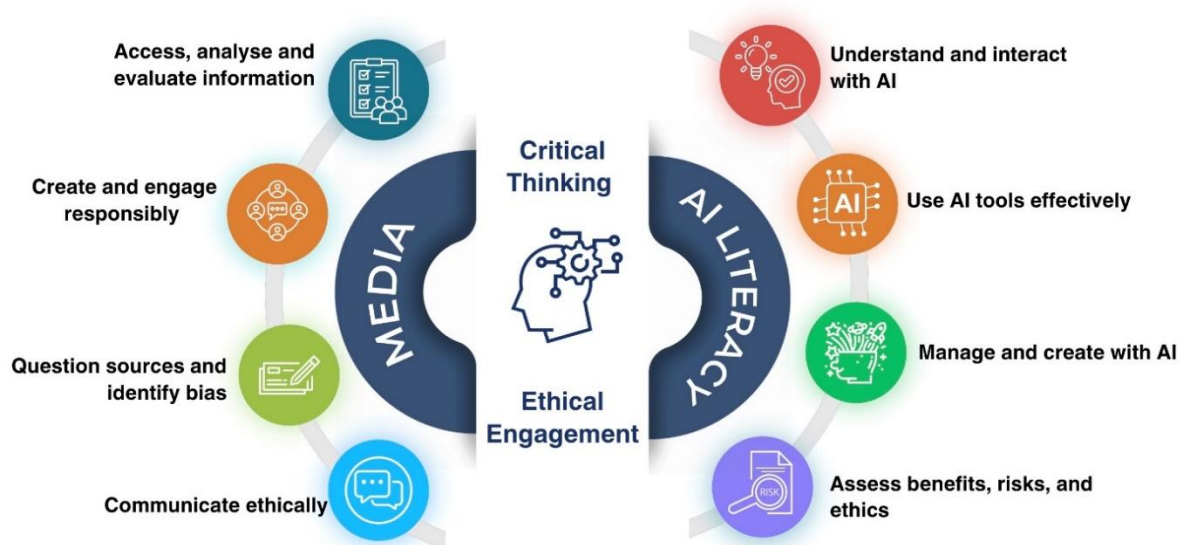 Access, analyse and
evaluate information
Create and engage
responsibly
Question sources and
identify bias
Communicate ethically
MEDIA
Critical
Thinking
Ethical
Engagement
AI LITERACY
Understand and interact
with AI
AI
Use AI tools effectively
Manage and create with AI
RISK
Assess benefits, risks, and
ethics